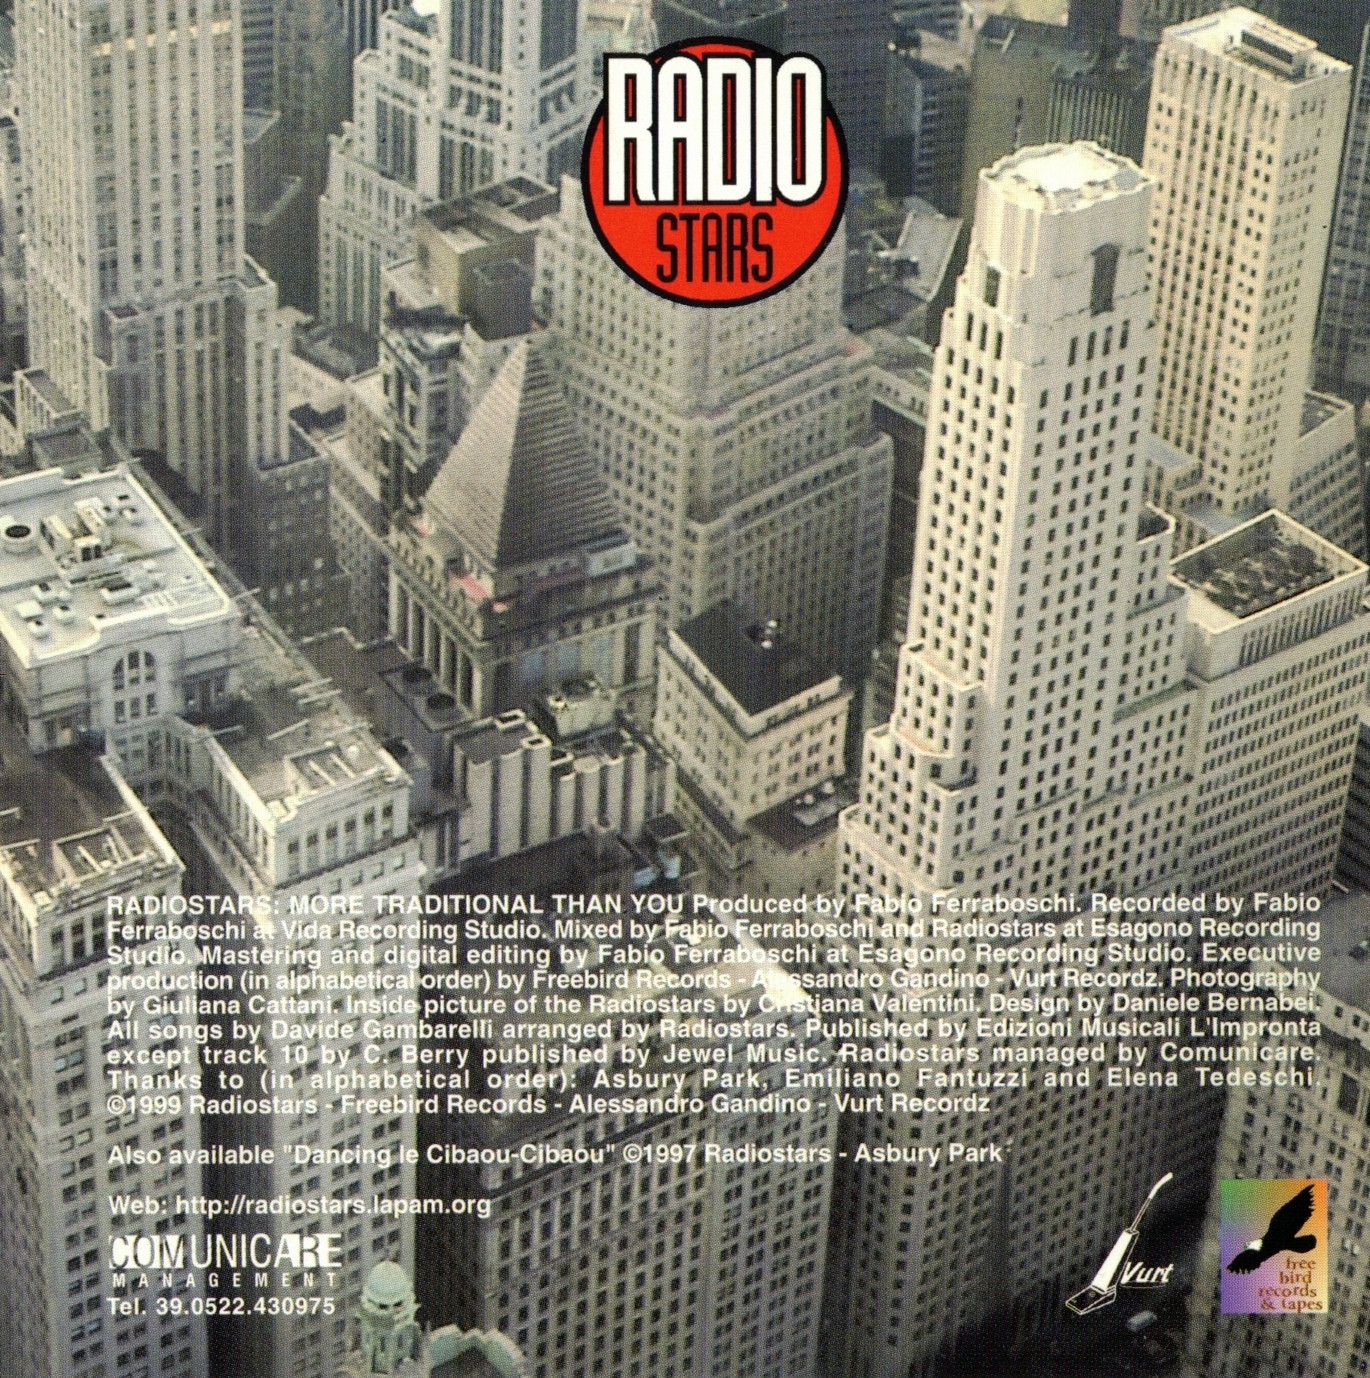 RADIO
STARS
RADIOSTARS: MORE TRADITIONAL THAN YOU Produced by Fabio Ferraboschi. Recorded by Fabio
Ferraboschi at Vida Recording Studio. Mixed by Fabio Ferraboschi and Radiostars at Esagono Recording
Studio. Mastering and digital editing by Fabio Ferraboschi at Esagono Recording Studio. Executive
production (in alphabetical order) by Freebird Records - Alessandro Gandino - Vurt Recordz. Photography
by Giuliana Cattani. Inside picture of the Radiostars by Cristiana Valentini. Design by Daniele Bernabei.
All songs by Davide Gambarelli arranged by Radiostars. Published by Edizioni Musicali L'Impronta
except track 10 by C. Berry published by Jewel Music. Radiostars managed by Comunicare.
Thanks to (in alphabetical order): Asbury Park, Emiliano Fantuzzi and Elena Tedeschi.
©1999 Radiostars - Freebird Records - Alessandro Gandino - Vurt Recordz
Also available "Dancing le Cibaou-Cibaou" ©1997 Radiostars - Asbury Park
Web: http://radiostars.lapam.org
COMUNICARE
MANAGEMENT
Tel. 39.0522.430975
Vurt
free
bird
records
& tapes